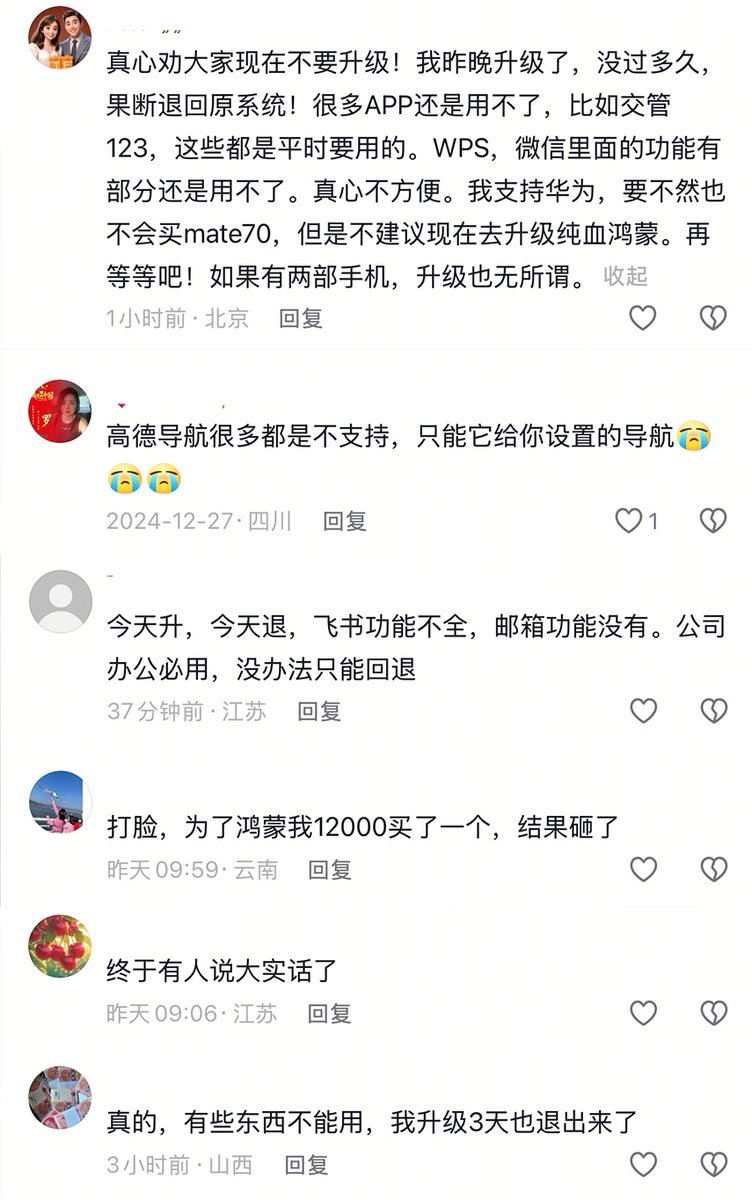 真心劝大家现在不要升级！我昨晚升级了，没过多久，
果断退回原系统！很多APP还是用不了，比如交管
123，这些都是平时要用的。WPS，微信里面的功能有
部分还是用不了。真心不方便。我支持华为，要不然也
不会买mate70，但是不建议现在去升级纯血鸿蒙。再
等等吧！如果有两部手机，升级也无所谓。 收起
1小时前·北京 回复
高德导航很多都是不支持，只能它给你设置的导航😭
😭😭
2024-12-27·四川 回复 1
今天升，今天退，飞书功能不全，邮箱功能没有。公司
办公必用，没办法只能回退
37分钟前·江苏 回复
打脸，为了鸿蒙我12000买了一个，结果砸了
昨天09:59·云南 回复
终于有人说大实话了
昨天09:06·江苏 回复
真的，有些东西不能用，我升级3天也退出来了
3小时前·山西 回复